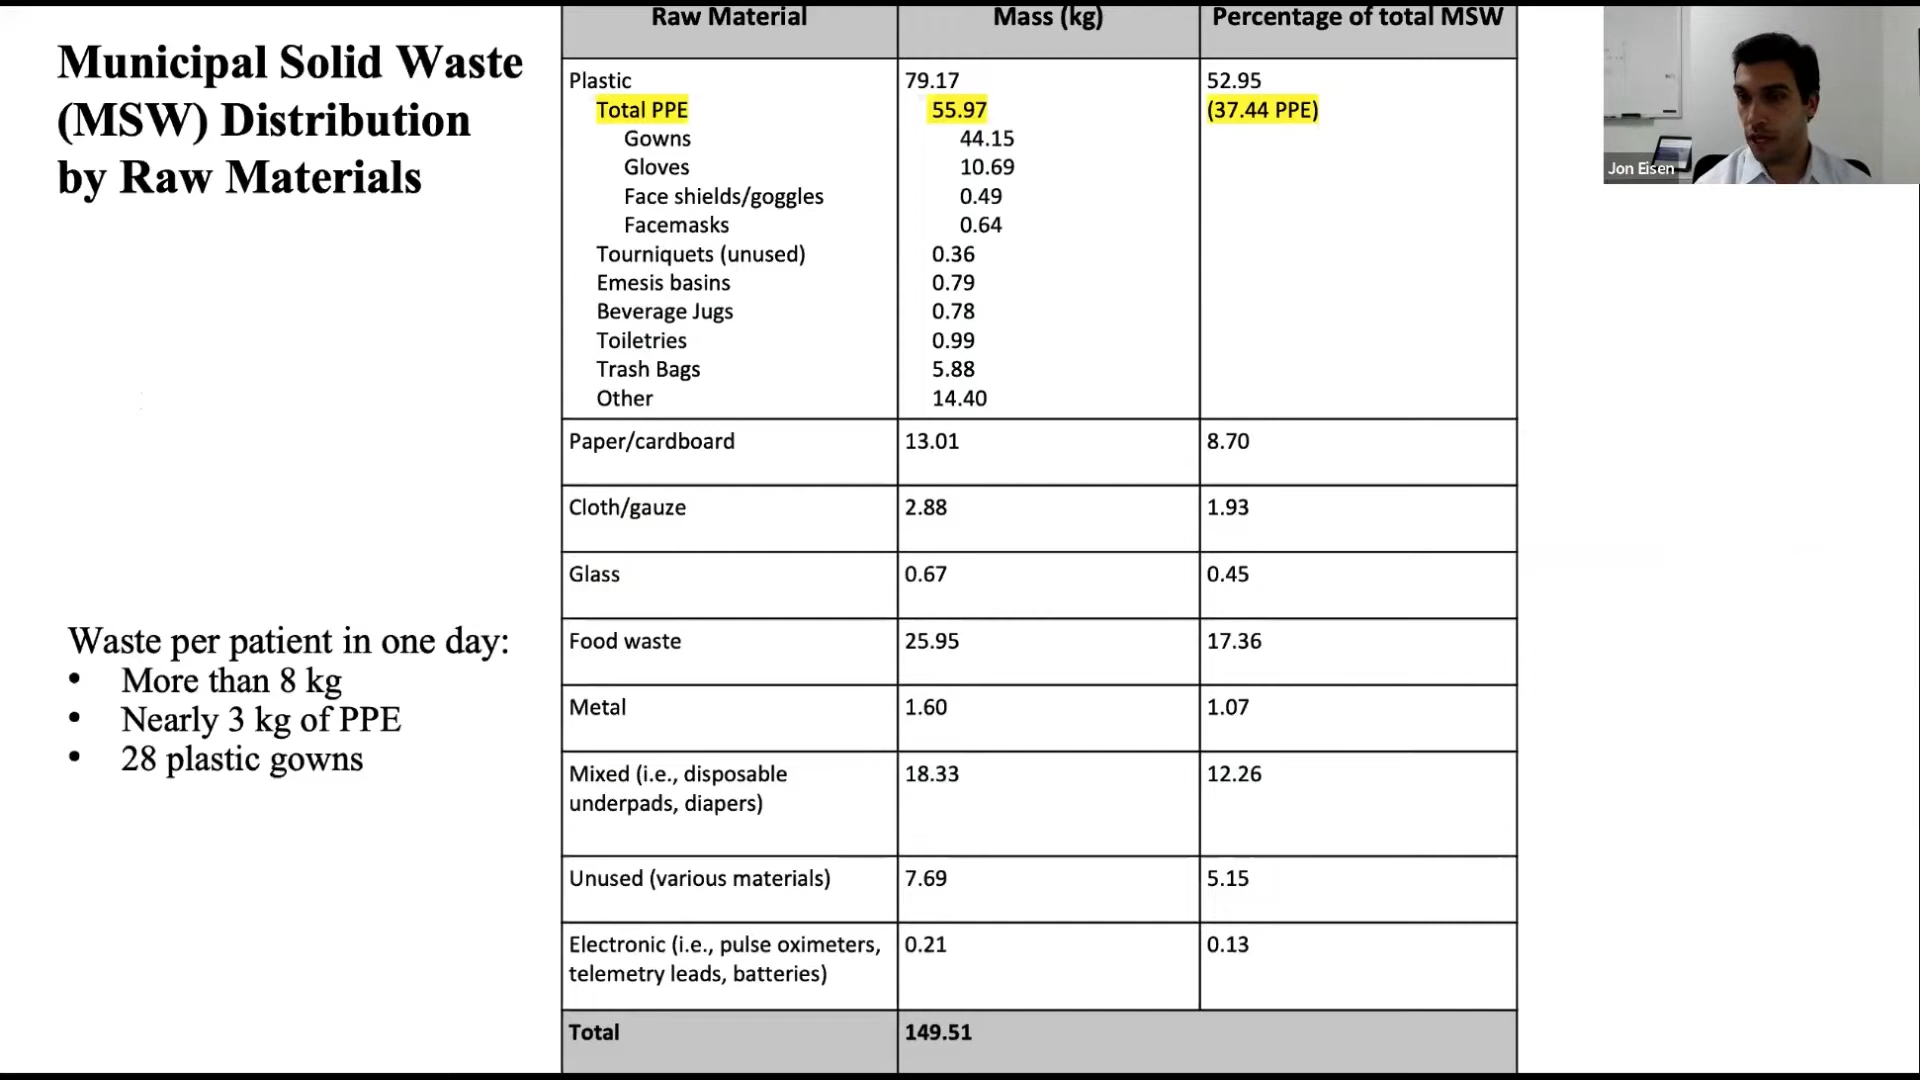 Municipal Solid Waste
(MSW) Distribution
by Raw Materials
Waste per patient in one day:
• More than 8 kg
• Nearly 3 kg of PPE
• 28 plastic gowns
Raw Material Mass (kg) Percentage of total MSW
Plastic 79.17 52.95
Total PPE 55.97 (37.44 PPE)
Gowns 44.15
Gloves 10.69
Face shields/goggles 0.49
Facemasks 0.64
Tourniquets (unused) 0.36
Emesis basins 0.79
Beverage Jugs 0.78
Toiletries 0.99
Trash Bags 5.88
Other 14.40
Paper/cardboard 13.01 8.70
Cloth/gauze 2.88 1.93
Glass 0.67 0.45
Food waste 25.95 17.36
Metal 1.60 1.07
Mixed (i.e., disposable 18.33 12.26
underpads, diapers)
Unused (various materials) 7.69 5.15
Electronic (i.e., pulse oximeters, 0.21 0.13
telemetry leads, batteries)
Total 149.51
Jon Eisen